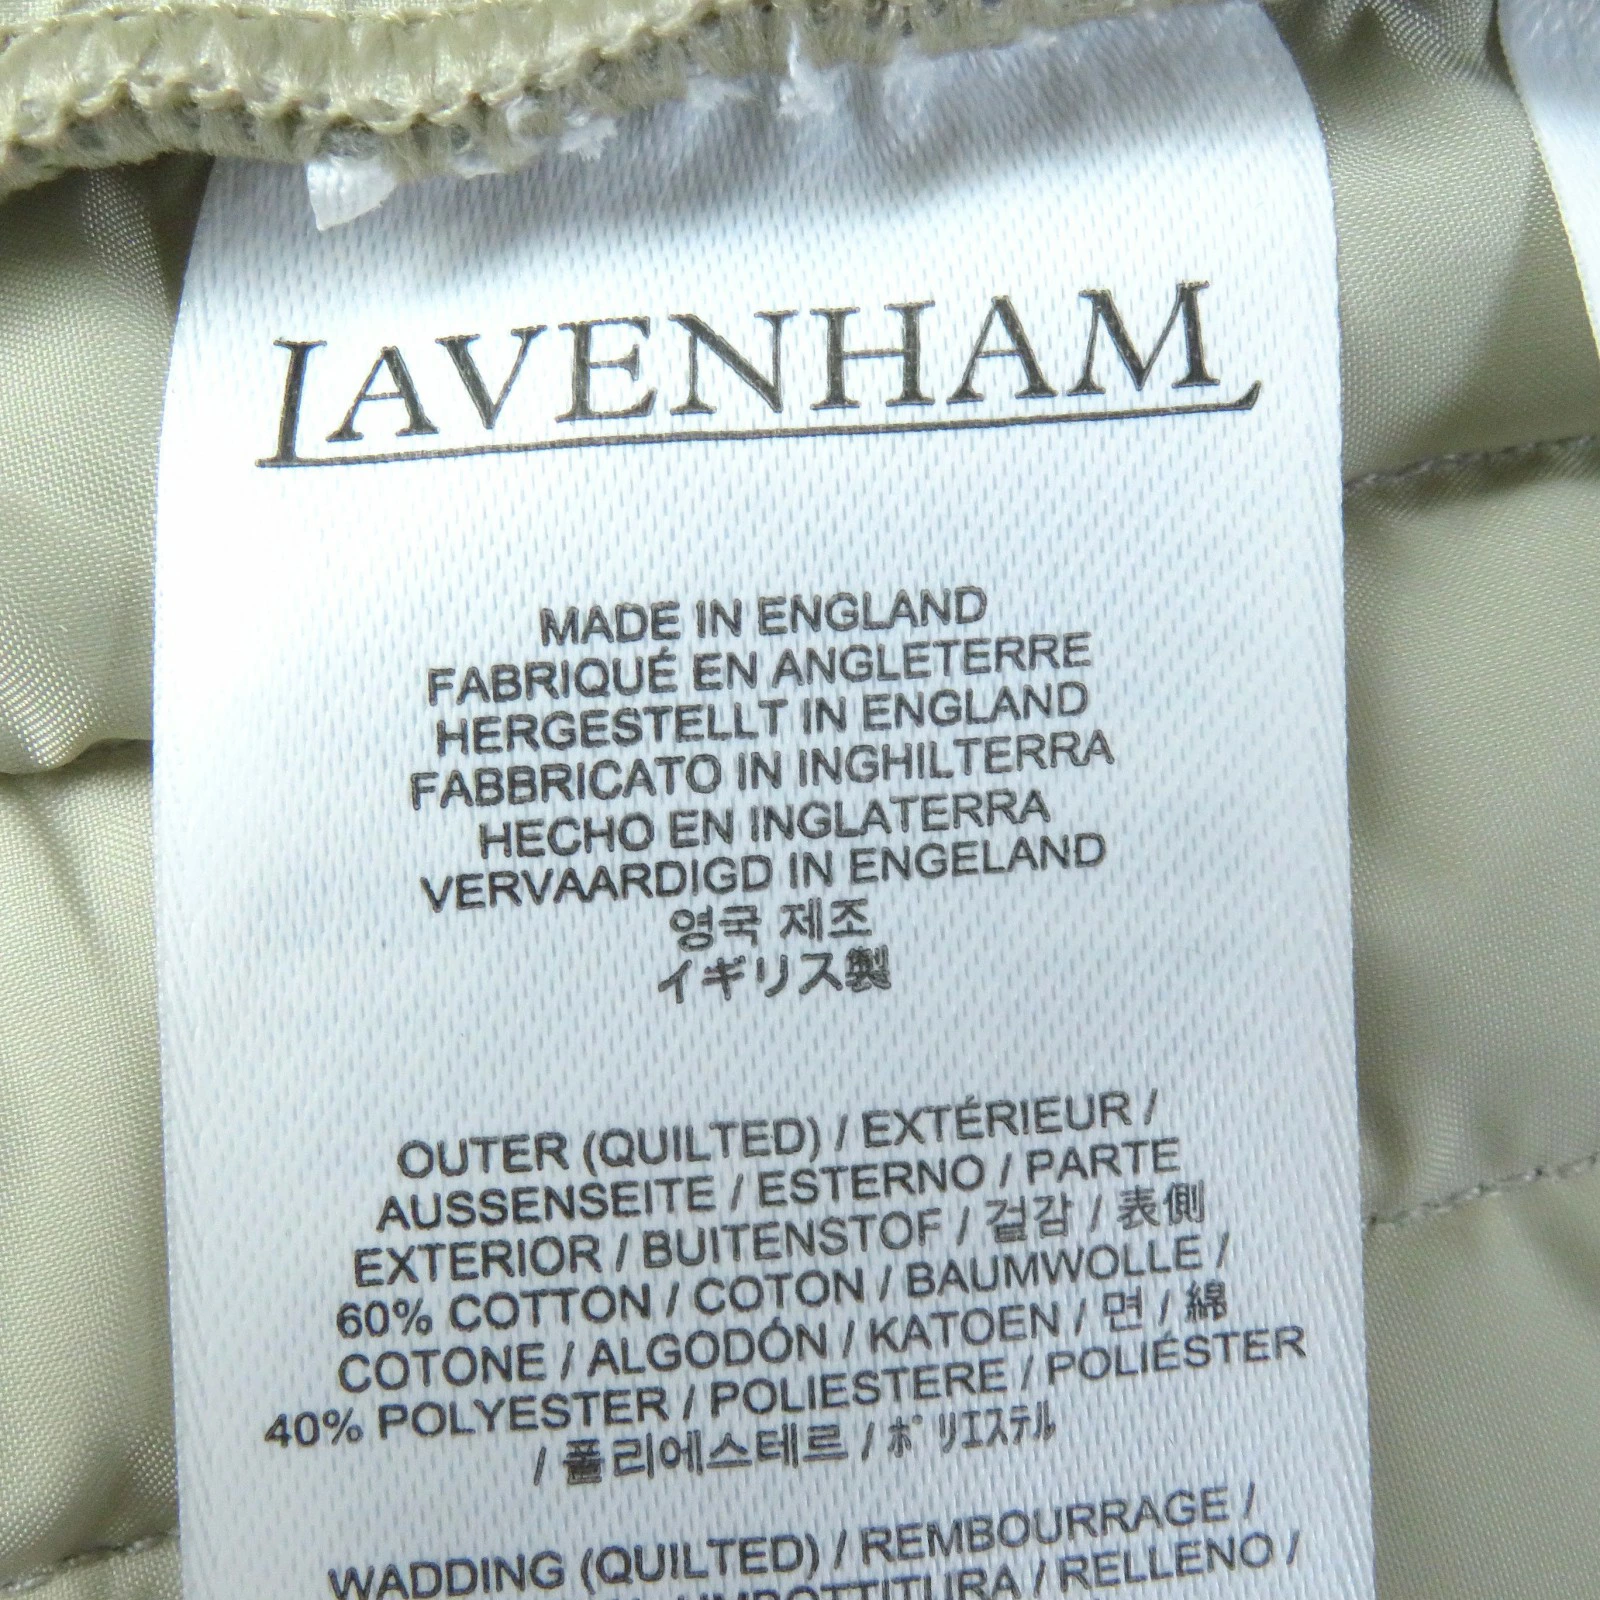 LAVENHAM
MADE IN ENGLAND
FABRIQUÉ EN ANGLETERRE
HERGESTELLT IN ENGLAND
FABBRICATO IN INGHILTERRA
HECHO EN INGLATERRA
VERVAARDIGD IN ENGELAND
영국 제조
イギリス製
OUTER (QUILTED) / EXTÉRIEUR /
AUSSENSEITE / ESTERNO / PARTE
EXTERIOR / BUITENSTOF / 겉감 / 表側
60% COTTON / COTON / BAUMWOLLE /
COTONE / ALGODÓN / KATOEN / 면 / 綿
40% POLYESTER / POLIESTERE / POLIÉSTER
/ 폴리에스테르 / ﾎﾟﾘｴｽﾃﾙ
WADDING (QUILTED) / REMBOURRAGE /
/ RELLENO /